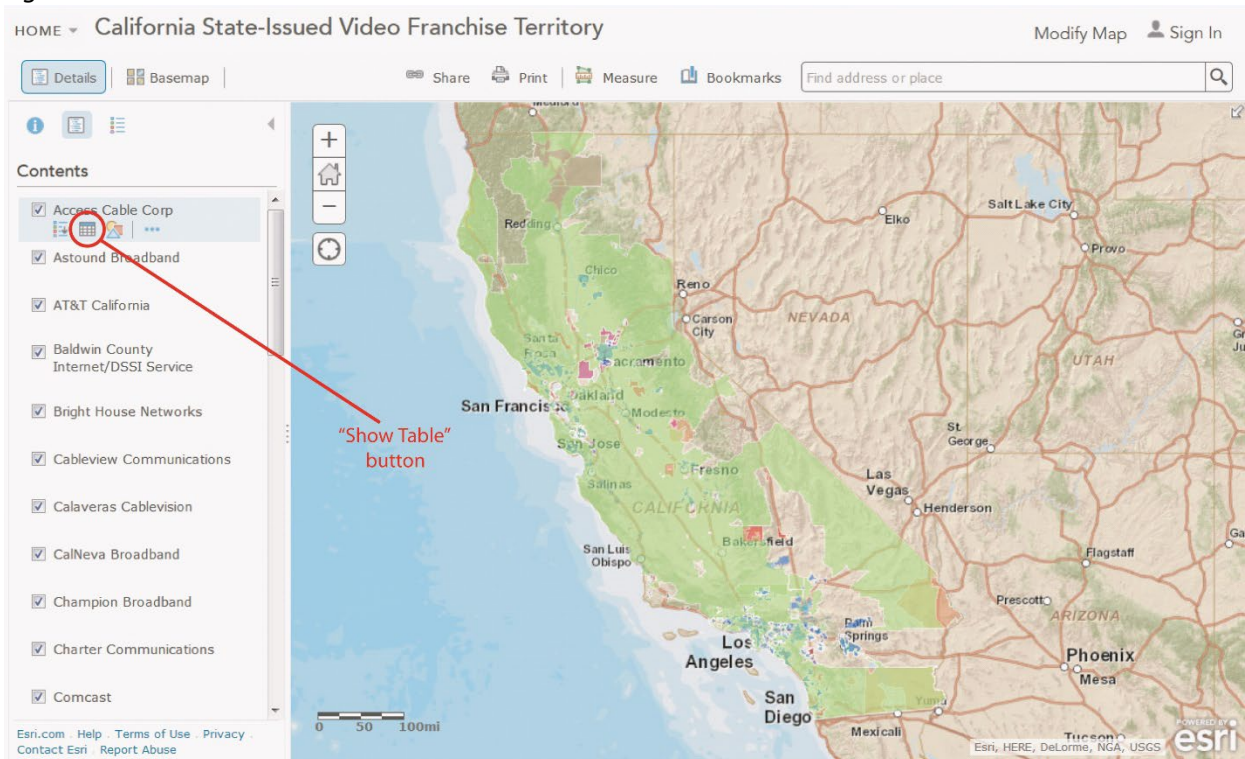 HOME California State-Issued Video Franchise Territory
Modify Map Sign In
Details Basemap Share Print Measure Bookmarks Find address or place
Contents
Access Cable Corp
Astound Broadband
AT&T California
Baldwin County
Internet/DSSI Service
Bright House Networks
Cableview Communications
Calaveras Cablevision
CalNeva Broadband
Champion Broadband
Charter Communications
Comcast
Esri.com . Help . Terms of Use . Privacy .
Contact Esri . Report Abuse
"Show Table"
button
Medford
Redding
Chico
Reno
Carson
City
Elko
Salt Lake City
Provo
NEVADA
UTAH
Santa
Rosa
Sacramento
Oakland
San Francisco
Modesto
San Jose
Fresno
Salinas
CALIFORNIA
St.
George
Las
Vegas
Henderson
San Luis
Obispo
Bakersfield
Flagstaff
Prescott
ARIZONA
Palm
Springs
Los
Angeles
Phoenix
Mesa
San
Diego
Yuma
Mexicali
Tucson
0 50 100mi
Esri, HERE, DeLorme, NGA, USGS
POWERED BY
esri